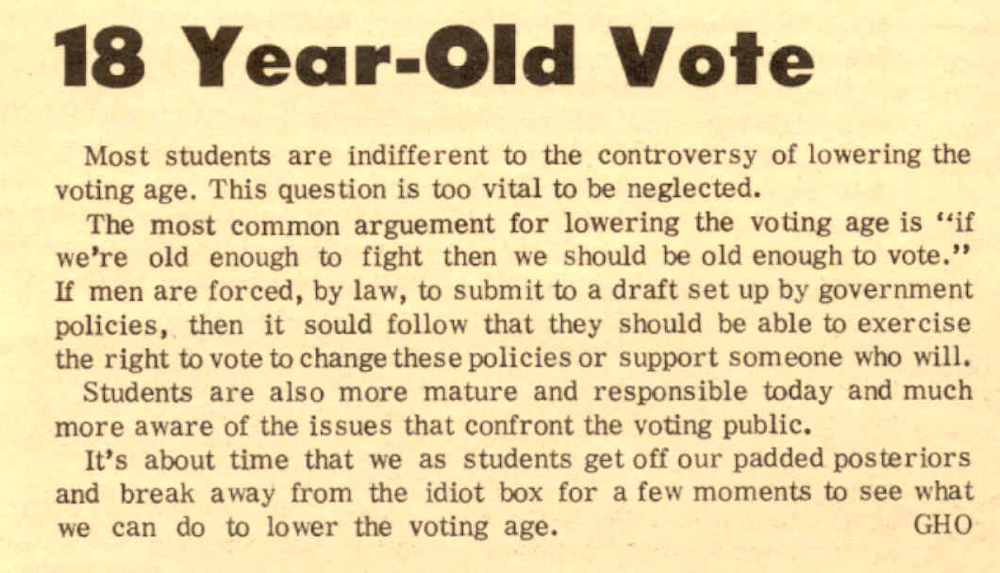 18 Year-Old Vote
Most students are indifferent to the controversy of lowering the
voting age. This question is too vital to be neglected.
The most common arguement for lowering the voting age is "if
we're old enough to fight then we should be old enough to vote."
If men are forced, by law, to submit to a draft set up by government
policies, then it sould follow that they should be able to exercise
the right to vote to change these policies or support someone who will.
Students are also more mature and responsible today and much
more aware of the issues that confront the voting public.
It's about time that we as students get off our padded posteriors
and break away from the idiot box for a few moments to see what
we can do to lower the voting age. GHO